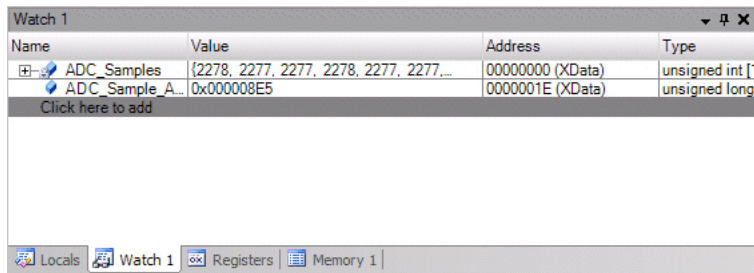 Watch 1
Name Value Address Type
ADC_Samples {2278, 2277, 2277, 2278, 2277, 2277,... 00000000 (XData) unsigned int [
ADC_Sample_A... 0x000008E5 0000001E (XData) unsigned long
Click here to add
Locals Watch 1 Registers Memory 1